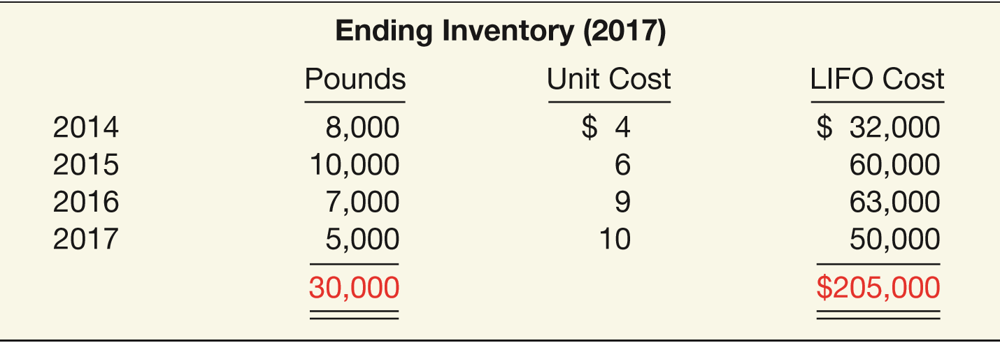 Ending Inventory (2017)
Pounds Unit Cost LIFO Cost
2014 8,000 $ 4 $ 32,000
2015 10,000 6 60,000
2016 7,000 9 63,000
2017 5,000 10 50,000
30,000 $205,000